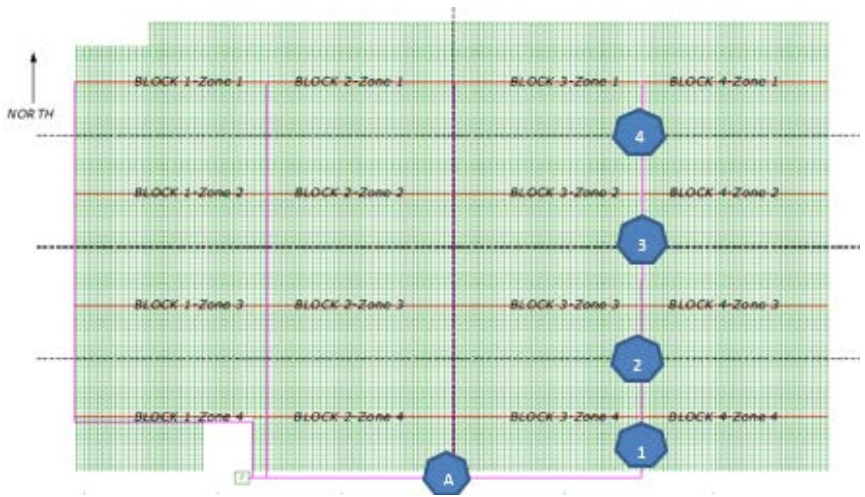 BLOCK 1-Zone 1 BLOCK 2-Zone 1 BLOCK 3-Zone 1 BLOCK 4-Zone 1
NORTH
4
BLOCK 1-Zone 2 BLOCK 2-Zone 2 BLOCK 3-Zone 2 BLOCK 4-Zone 2
3
BLOCK 1-Zone 3 BLOCK 2-Zone 3 BLOCK 3-Zone 3 BLOCK 4-Zone 3
2
BLOCK 1-Zone 4 BLOCK 2-Zone 4 BLOCK 3-Zone 4 BLOCK 4-Zone 4
1
A